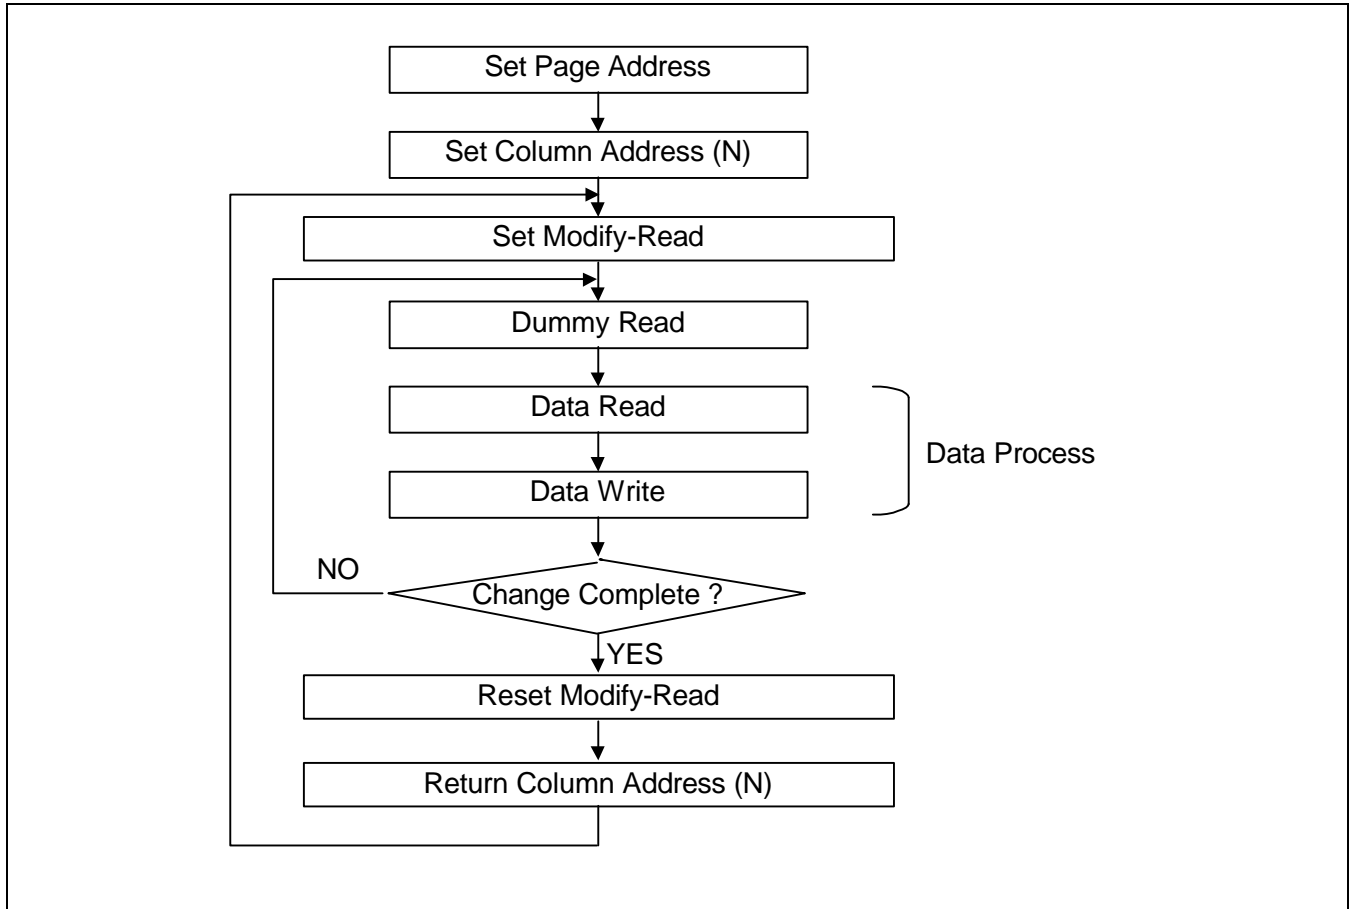 Set Page Address
Set Column Address (N)
Set Modify-Read
Dummy Read
Data Read
Data Process
Data Write
NO
Change Complete ?
YES
Reset Modify-Read
Return Column Address (N)